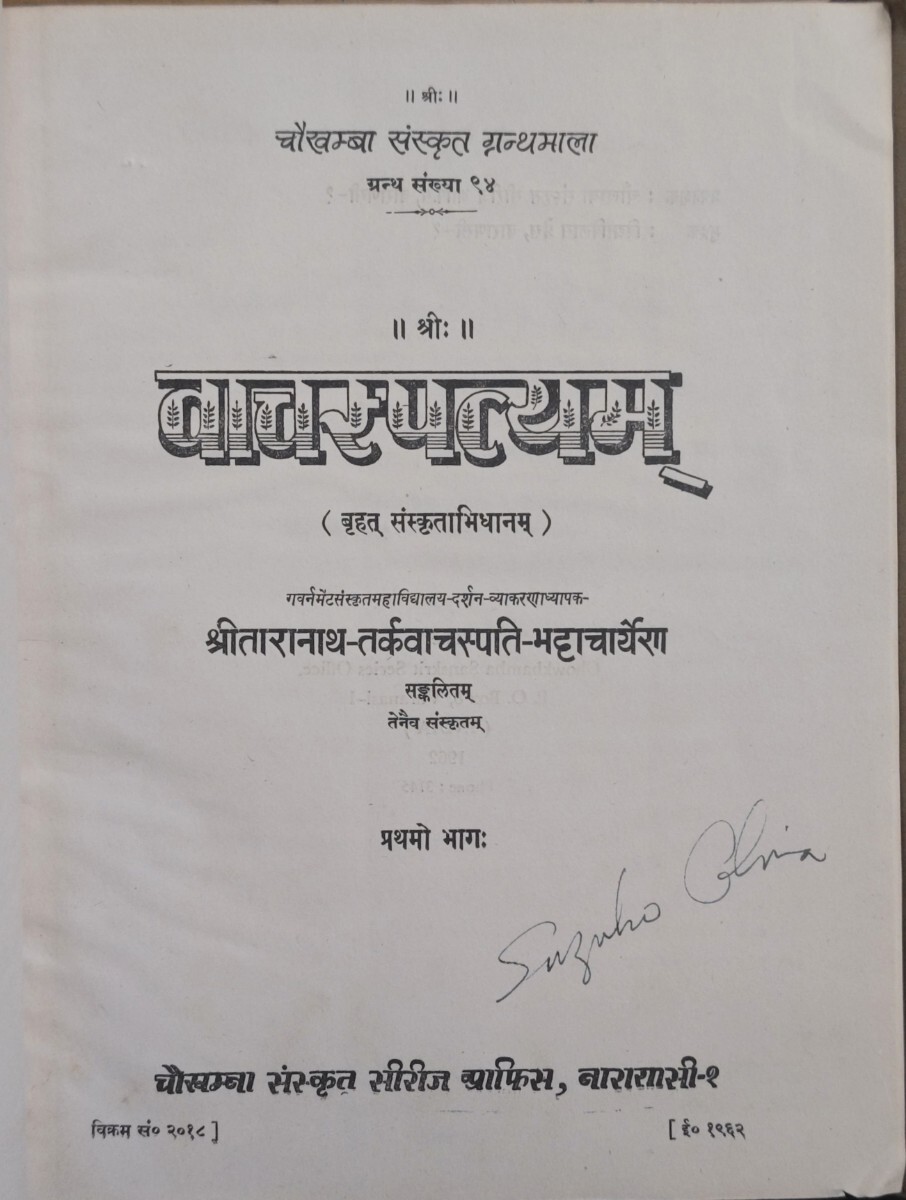 ॥ श्रीः ॥
चौखम्बा संस्कृत ग्रन्थमाला
ग्रन्थ संख्या ९४
॥ श्रीः ॥
वाचस्पत्यम्
( बृहत् संस्कृताभिधानम् )
गवर्नमेंटसंस्कृतमहाविद्यालय-दर्शन-व्याकरणाध्यापक-
श्रीतारानाथ-तर्कवाचस्पति-भट्टाचार्येण
सङ्कलितम्
तेनैव संस्कृतम्
प्रथमो भागः
चौखम्बा संस्कृत सीरीज आफिस, वाराणसी-१
विक्रम सं० २०१८ ]
[ ई० १९६२